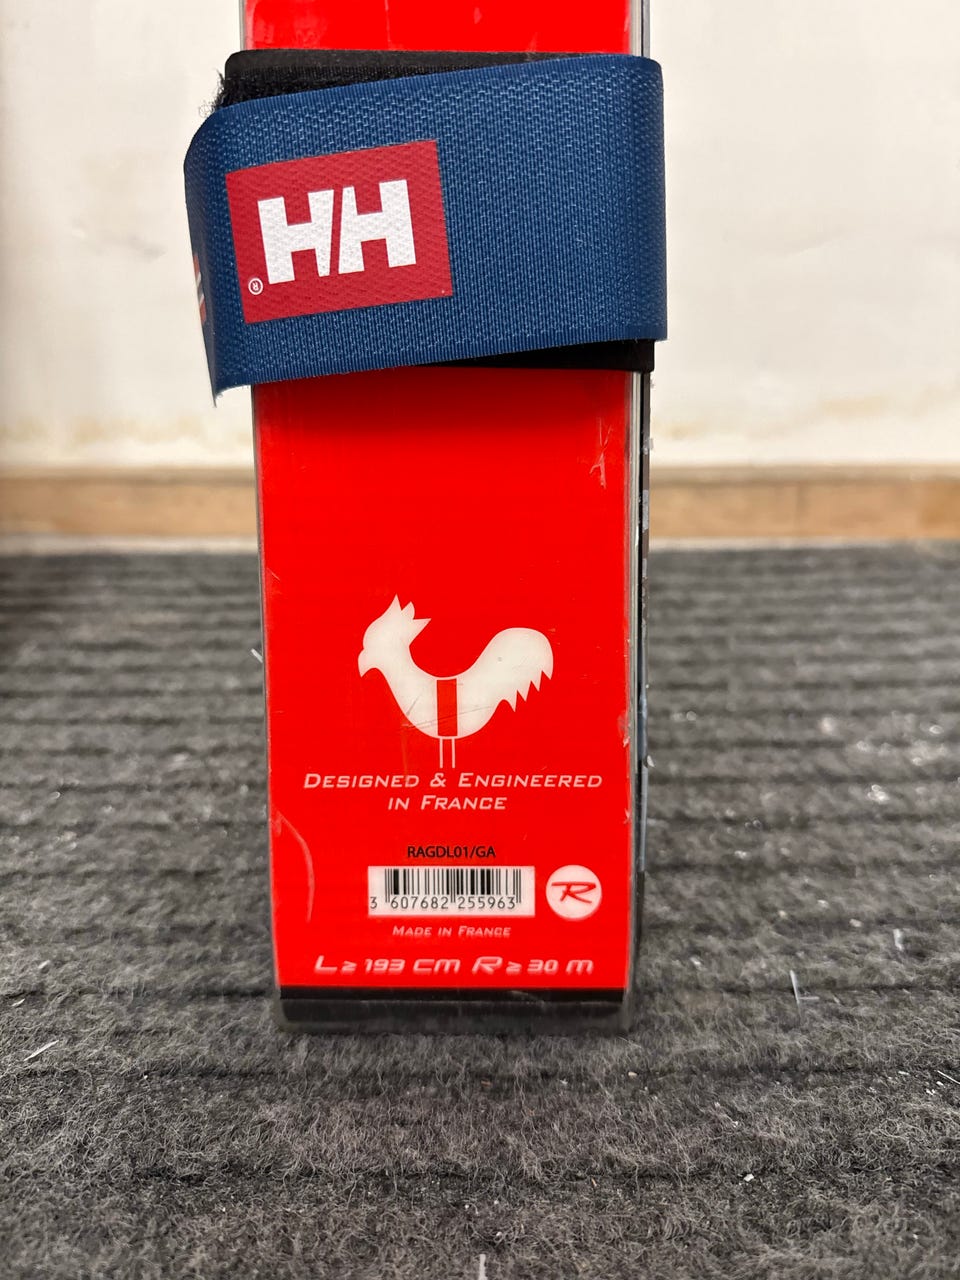 HH
®
DESIGNED & ENGINEERED
IN FRANCE
RAGDL01/GA
3 607682 255963
R
MADE IN FRANCE
L ≥ 193 CM R ≥ 30 M